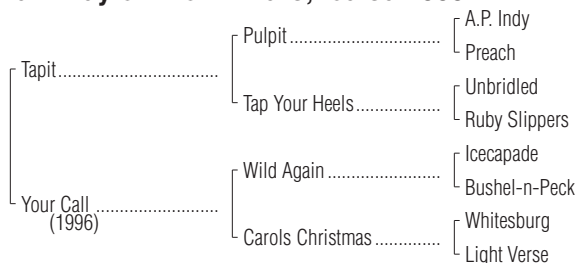 Pulpit
A.P. Indy
Preach
Tapit
Tap Your Heels
Unbridled
Ruby Slippers
Your Call
(1996)
Wild Again
Icecapade
Bushel-n-Peck
Carols Christmas
Whitesburg
Light Verse